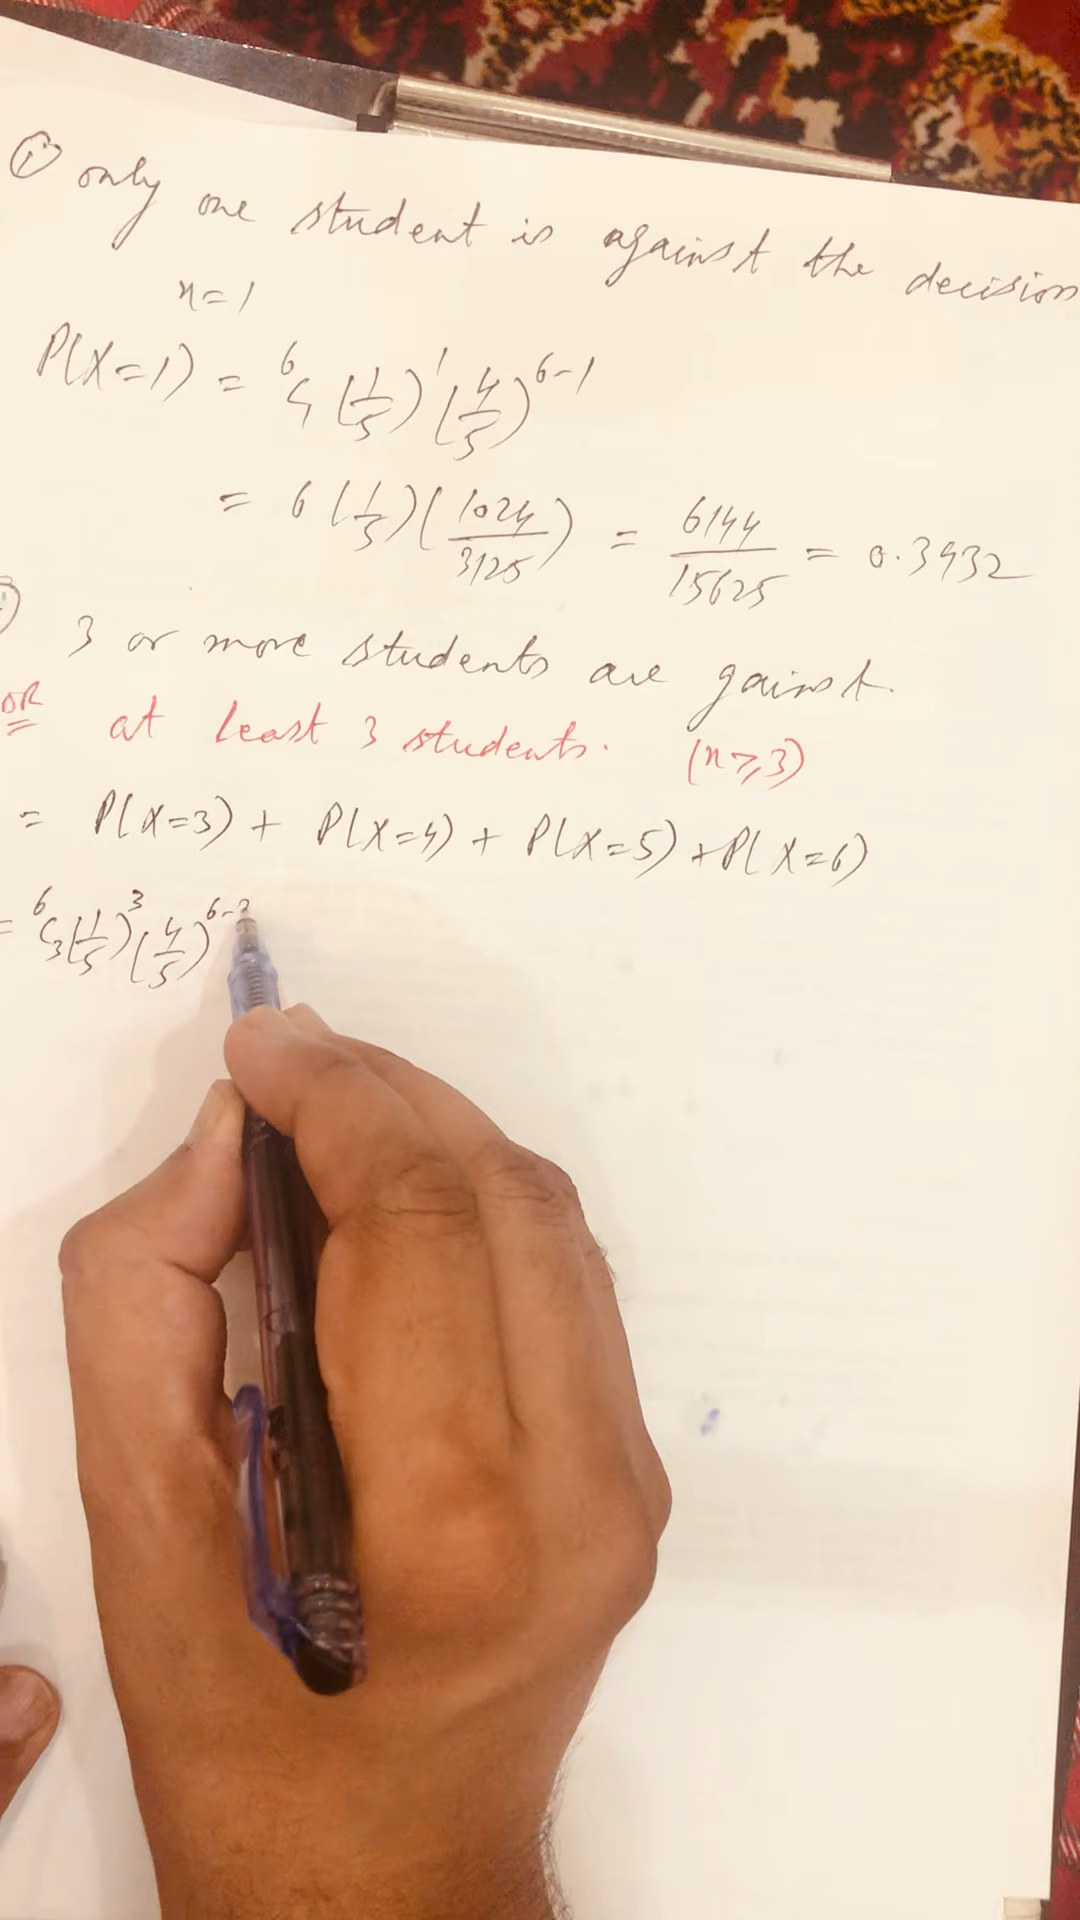 ① only one student is against the decision
x=1
P(X=1) = ⁶C₁ (1/5)¹ (4/5)⁶⁻¹
= 6 (1/5) (1024/3125) = 6144/15625 = 0.3932
3 or more students are gainst.
OR at least 3 students. (x≥3)
= P(X=3) + P(X=4) + P(X=5) + P(X=6)
= ⁶C₃ (1/5)³ (4/5)⁶⁻³